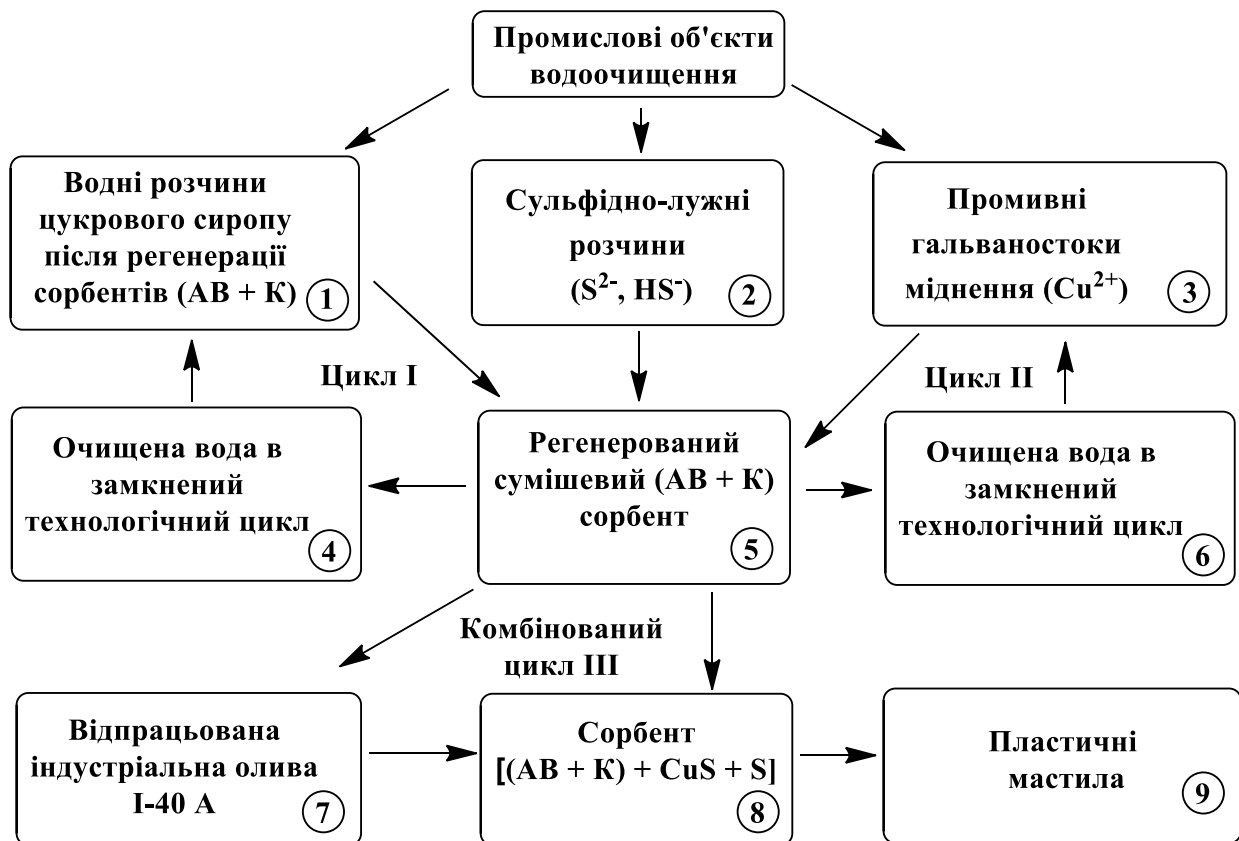 Промислові об'єкти
водоочищення
Водні розчини
цукрового сиропу
після регенерації
сорбентів (АВ + К)
1
Сульфідно-лужні
розчини
(S²⁻, HS⁻)
2
Промивні
гальваностоки
міднення (Cu²⁺)
3
Цикл I
Цикл II
Очищена вода в
замкнений
технологічний цикл
4
Регенерований
сумішевий (АВ + К)
сорбент
5
Очищена вода в
замкнений
технологічний цикл
6
Комбінований
цикл III
Відпрацьована
індустріальна олива
І-40 А
7
Сорбент
[(АВ + К) + CuS + S]
8
Пластичні
мастила
9